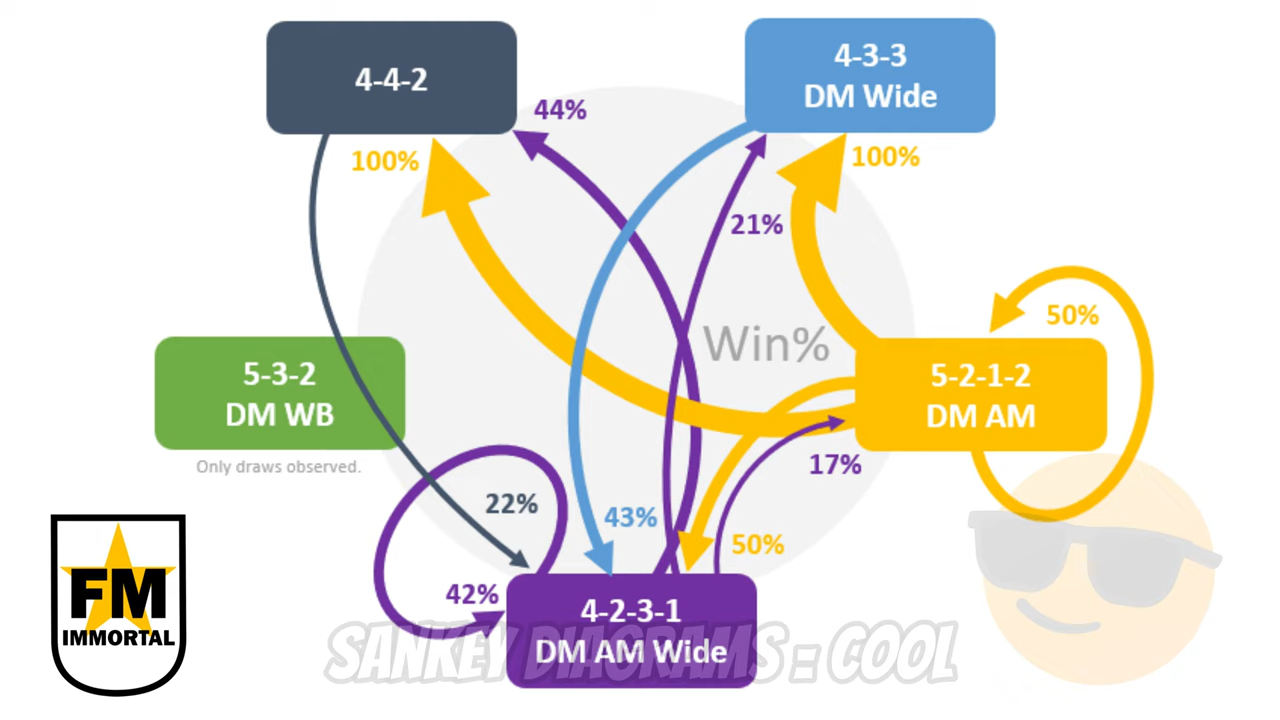 4-4-2
4-3-3
DM Wide
44%
100%
100%
21%
Win%
50%
5-3-2
DM WB
5-2-1-2
DM AM
Only draws observed.
17%
22%
43%
50%
42%
4-2-3-1
DM AM Wide
FM
IMMORTAL
SANKEY DIAGRAMS = COOL